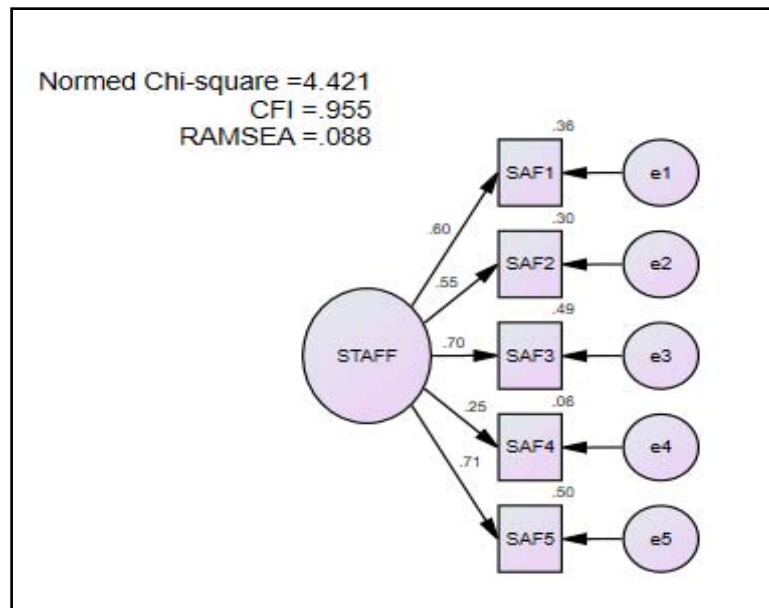 Normed Chi-square =4.421
CFI =.955
RAMSEA =.088
.36
SAF1
e1
.60
.30
SAF2
e2
.55
.49
STAFF
.70
SAF3
e3
.25
.06
SAF4
e4
.71
.50
SAF5
e5